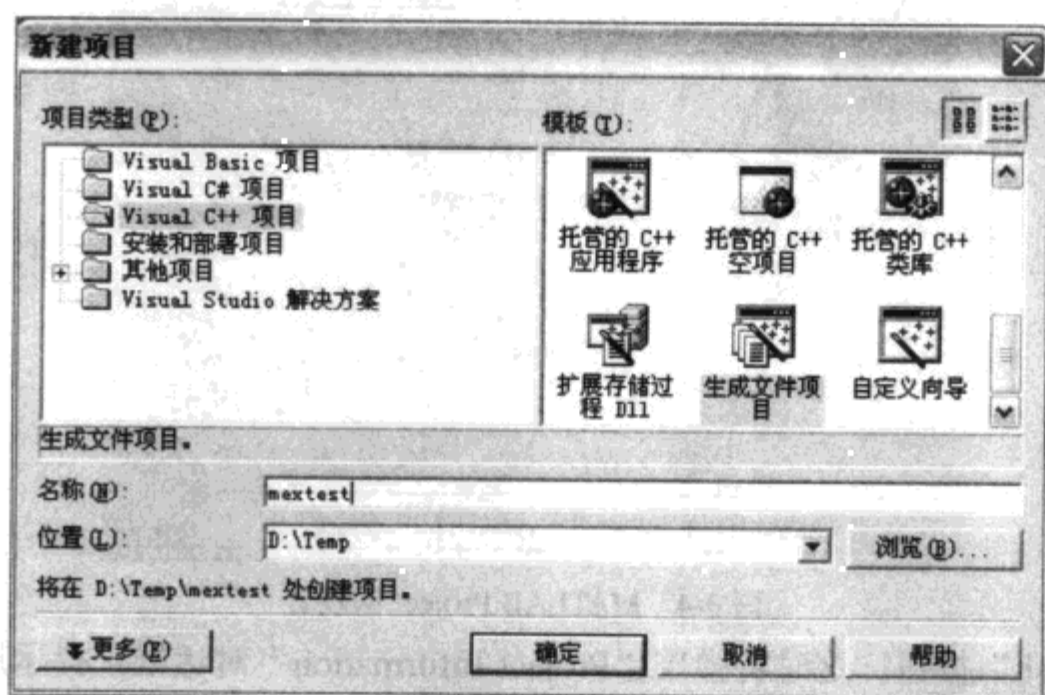 新建项目
项目类型(P):
模板(T):
Visual Basic 项目
Visual C# 项目
Visual C++ 项目
安装和部署项目
其他项目
Visual Studio 解决方案
托管的 C++
应用程序
托管的 C++
空项目
托管的 C++
类库
扩展存储过
程 Dll
生成文件项
目
自定义向导
生成文件项目。
名称(N):
mextest
位置(L):
D:\Temp
浏览(B)...
将在 D:\Temp\mextest 处创建项目。
更多(E)
确定
取消
帮助